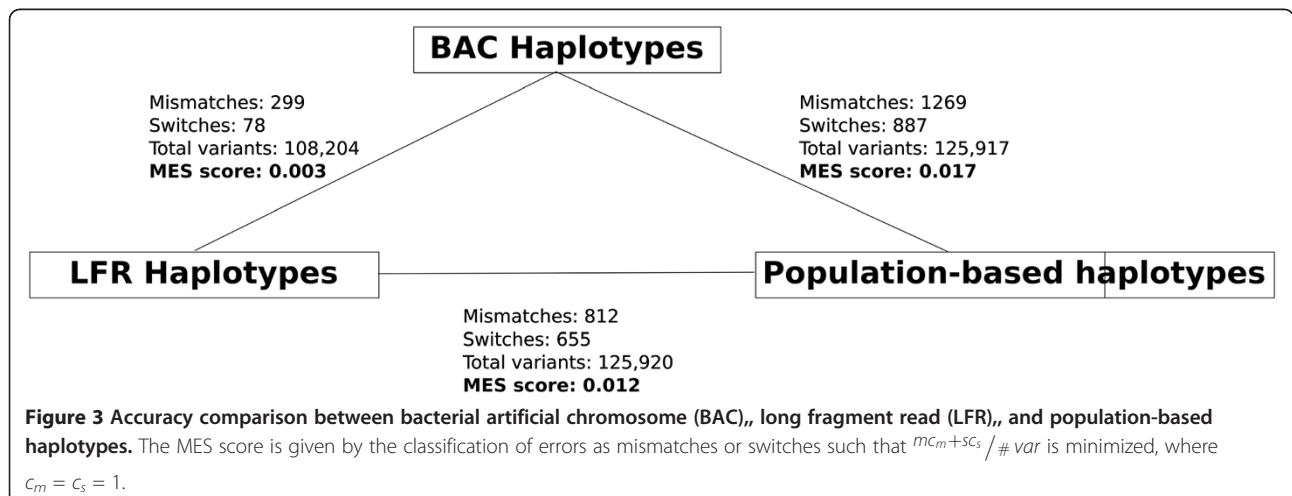 BAC Haplotypes
Mismatches: 299
Switches: 78
Total variants: 108,204
MES score: 0.003
Mismatches: 1269
Switches: 887
Total variants: 125,917
MES score: 0.017
LFR Haplotypes
Population-based haplotypes
Mismatches: 812
Switches: 655
Total variants: 125,920
MES score: 0.012
Figure 3 Accuracy comparison between bacterial artificial chromosome (BAC),, long fragment read (LFR),, and population-based
haplotypes. The MES score is given by the classification of errors as mismatches or switches such that mcₘ+scₛ / # var is minimized, where
cₘ = cₛ = 1.